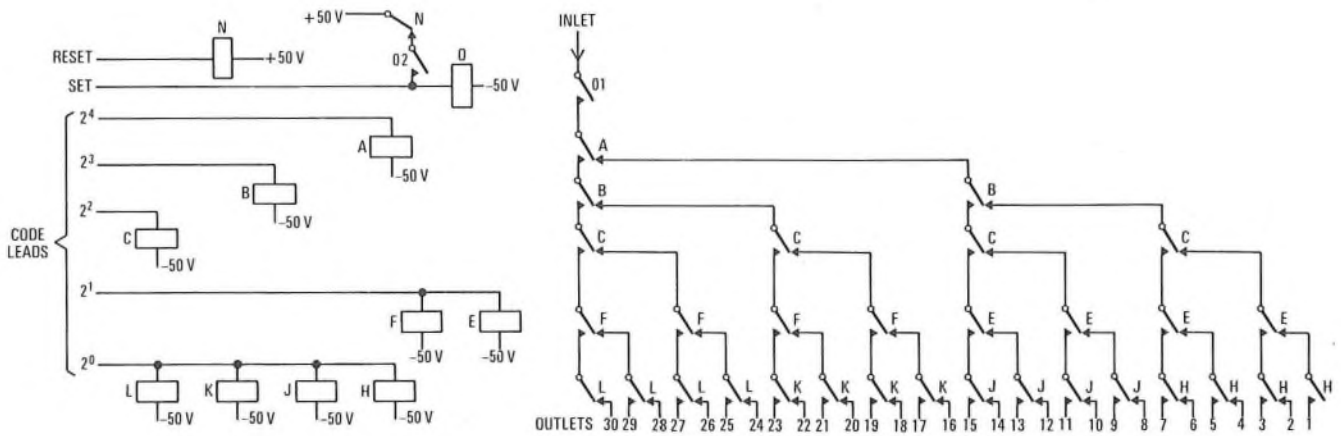 +50 V N
N
RESET +50 V
02 O
SET -50 V
2⁴
A
-50 V
2³
B
-50 V
2²
C
-50 V
CODE
LEADS
2¹
F E
-50 V -50 V
2⁰
L K J H
-50 V -50 V -50 V -50 V
INLET
01
A
B B
C C C C
F F F F E E E E
L L L L K K K K J J J J H H H H
OUTLETS 30 29 28 27 26 25 24 23 22 21 20 19 18 17 16 15 14 13 12 11 10 9 8 7 6 5 4 3 2 1